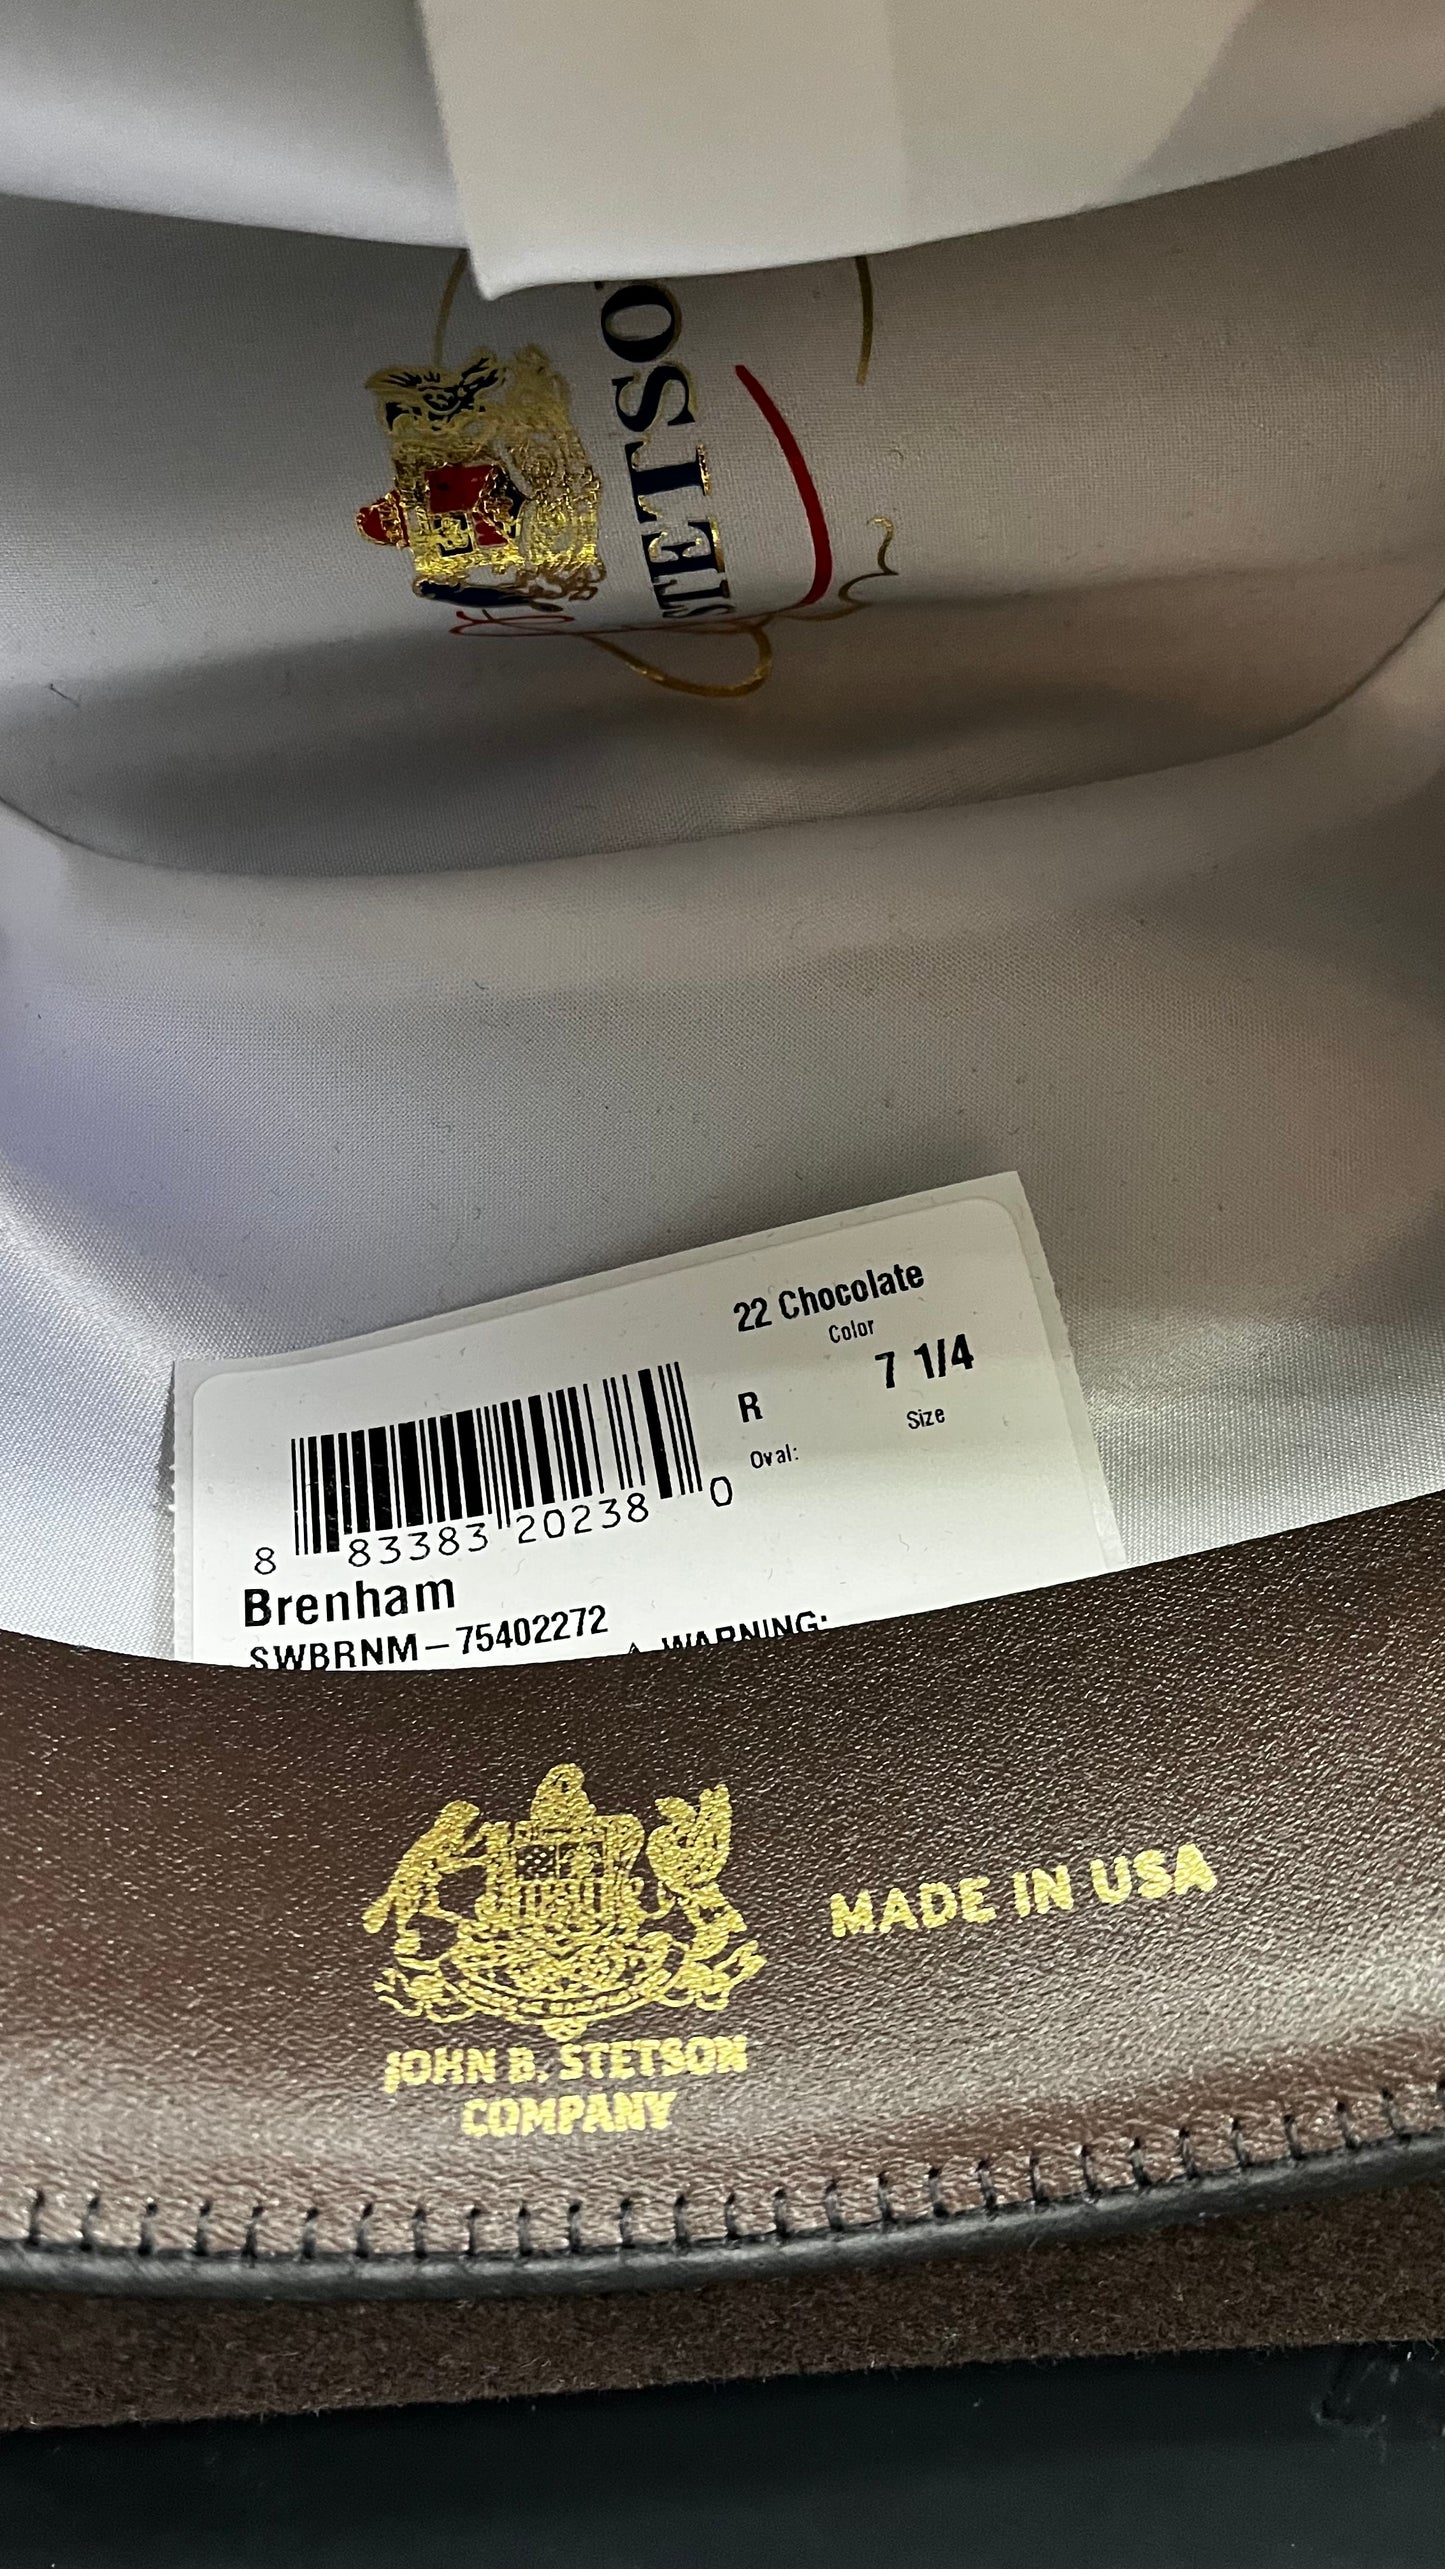 STETSO
22 Chocolate
Color
R
7 1/4
Oval:
Size
8 83383 20238 0
Brenham
SWBRNM-75402272
⚠ WARNING:
MADE IN USA
JOHN B. STETSON
COMPANY